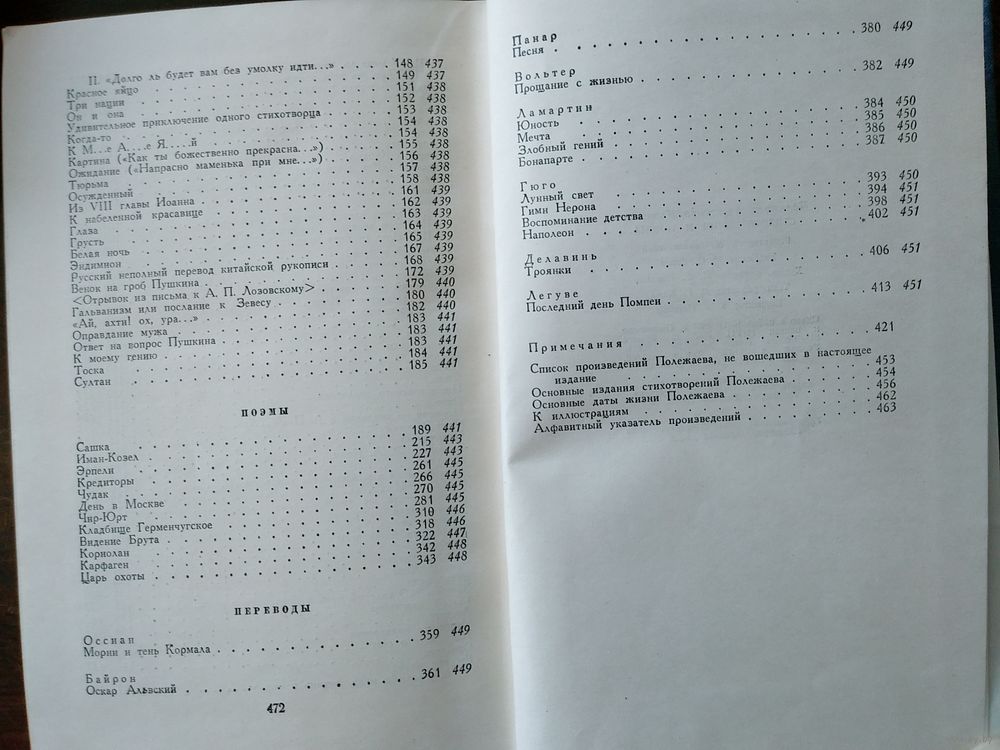 II. «Долго ль будет вам без умолку идти...» . . . . 148 437
Красное яйцо . . . . 149 437
Три нации . . . . 151 438
Он и она . . . . 152 438
Удивительное приключение одного стихотворца . . . . 153 438
Когда-то . . . . 154 438
К М...е А....е Я.....й . . . . 154 438
Картина («Как ты божественно прекрасна...») . . . . 155 438
Ожидание («Напрасно маменька при мне...») . . . . 156 438
Тюрьма . . . . 157 438
Осужденный . . . . 158 438
Из VIII главы Иоанна . . . . 161 439
К набеленной красавице . . . . 162 439
Глаза . . . . 163 439
Грусть . . . . 164 439
Белая ночь . . . . 165 439
Эндимион . . . . 167 439
Русский неполный перевод китайской рукописи . . . . 168 439
Венок на гроб Пушкина . . . . 172 439
<Отрывок из письма к А. П. Лозовскому> . . . . 179 440
Гальванизм или послание к Зевесу . . . . 180 440
«Ай, ахти! ох, ура...» . . . . 182 440
Оправдание мужа . . . . 183 441
Ответ на вопрос Пушкина . . . . 183 441
К моему гению . . . . 183 441
Тоска . . . . 184 441
Султан . . . . 185 441
ПОЭМЫ
Сашка . . . . 189 441
Иман-Козел . . . . 215 443
Эрпели . . . . 227 443
Кредиторы . . . . 261 445
Чудак . . . . 266 445
День в Москве . . . . 270 445
Чир-Юрт . . . . 281 445
Кладбище Герменчугское . . . . 310 446
Видение Брута . . . . 318 446
Кориолан . . . . 322 447
Карфаген . . . . 342 448
Царь охоты . . . . 343 448
ПЕРЕВОДЫ
Оссиан
Морни и тень Кормала . . . . 359 449
Байрон
Оскар Альвский . . . . 361 449
472
Панар
Песня . . . . 380 449
Вольтер
Прощание с жизнью . . . . 382 449
Ламартин
Юность . . . . 384 450
Мечта . . . . 385 450
Злобный гений . . . . 386 450
Бонапарте . . . . 387 450
Гюго
Лунный свет . . . . 393 450
Гимн Нерона . . . . 394 451
Воспоминание детства . . . . 398 451
Наполеон . . . . 402 451
Делавинь
Троянки . . . . 406 451
Легуве
Последний день Помпеи . . . . 413 451
Примечания . . . . 421
Список произведений Полежаева, не вошедших в настоящее
издание . . . . 453
Основные издания стихотворений Полежаева . . . . 454
Основные даты жизни Полежаева . . . . 456
К иллюстрациям . . . . 462
Алфавитный указатель произведений . . . . 463